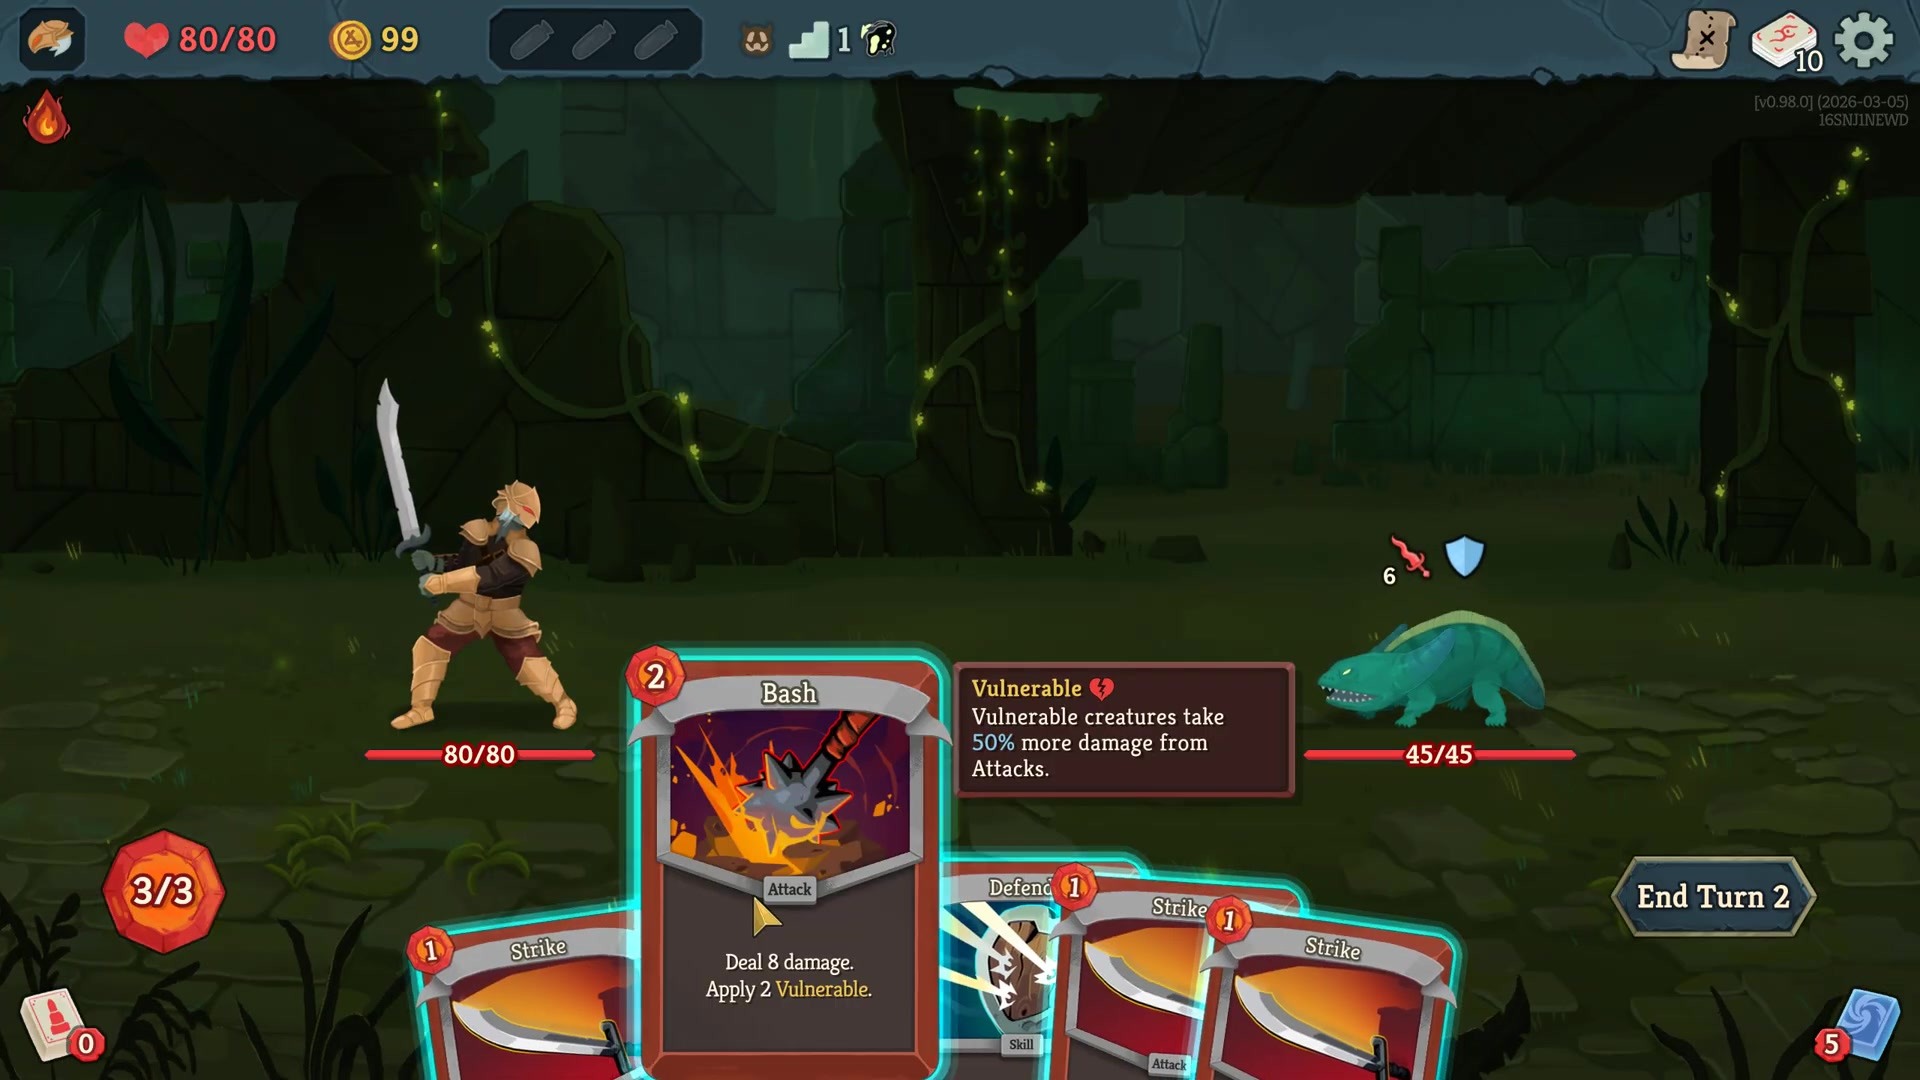 80/80
99
1
10
[v0.98.0] (2026-03-05)
16SNJ1NEWD
6
2
Bash
Vulnerable
Vulnerable creatures take
50% more damage from
Attacks.
80/80
45/45
Attack
3/3
Deal 8 damage.
Apply 2 Vulnerable.
1
Strike
Defend
Skill
1
Strike
Attack
1
Strike
End Turn 2
0
5